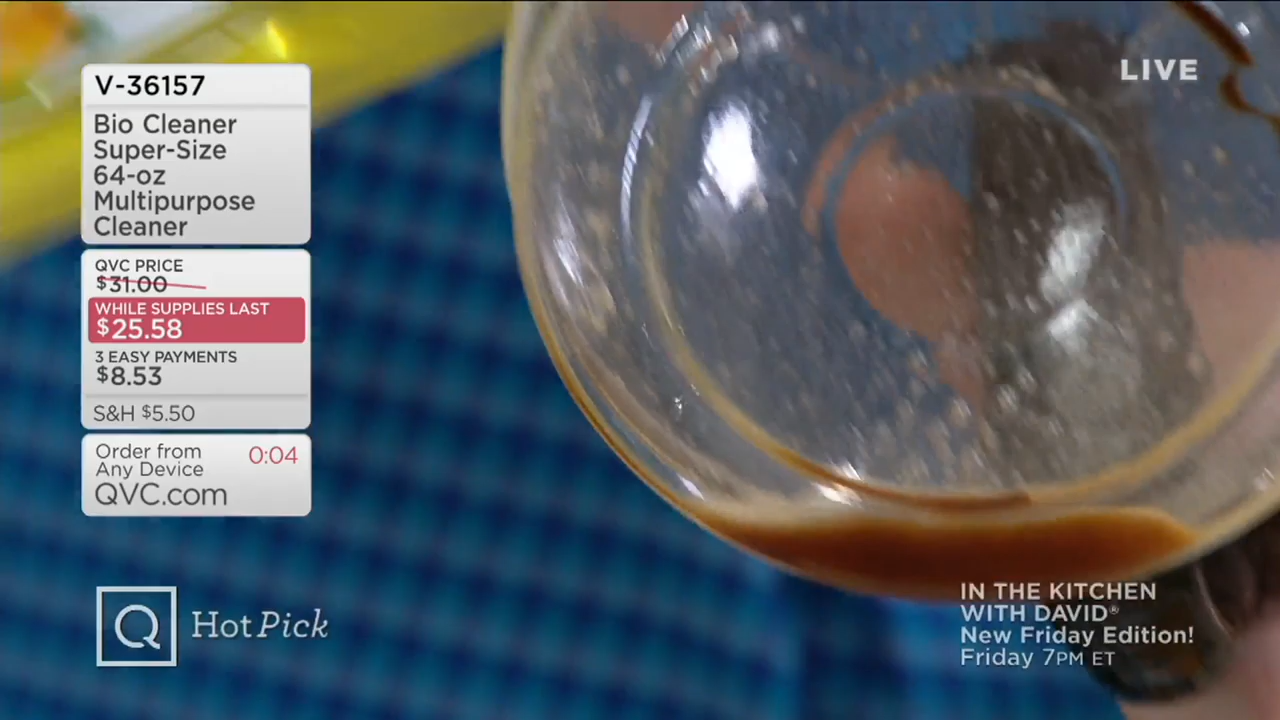 V-36157
Bio Cleaner
Super-Size
64-oz
Multipurpose
Cleaner
QVC PRICE
$31.00
WHILE SUPPLIES LAST
$25.58
3 EASY PAYMENTS
$8.53
S&H $5.50
Order from
Any Device
0:04
QVC.com
Q Hot Pick
LIVE
IN THE KITCHEN
WITH DAVID®
New Friday Edition!
Friday 7PM ET